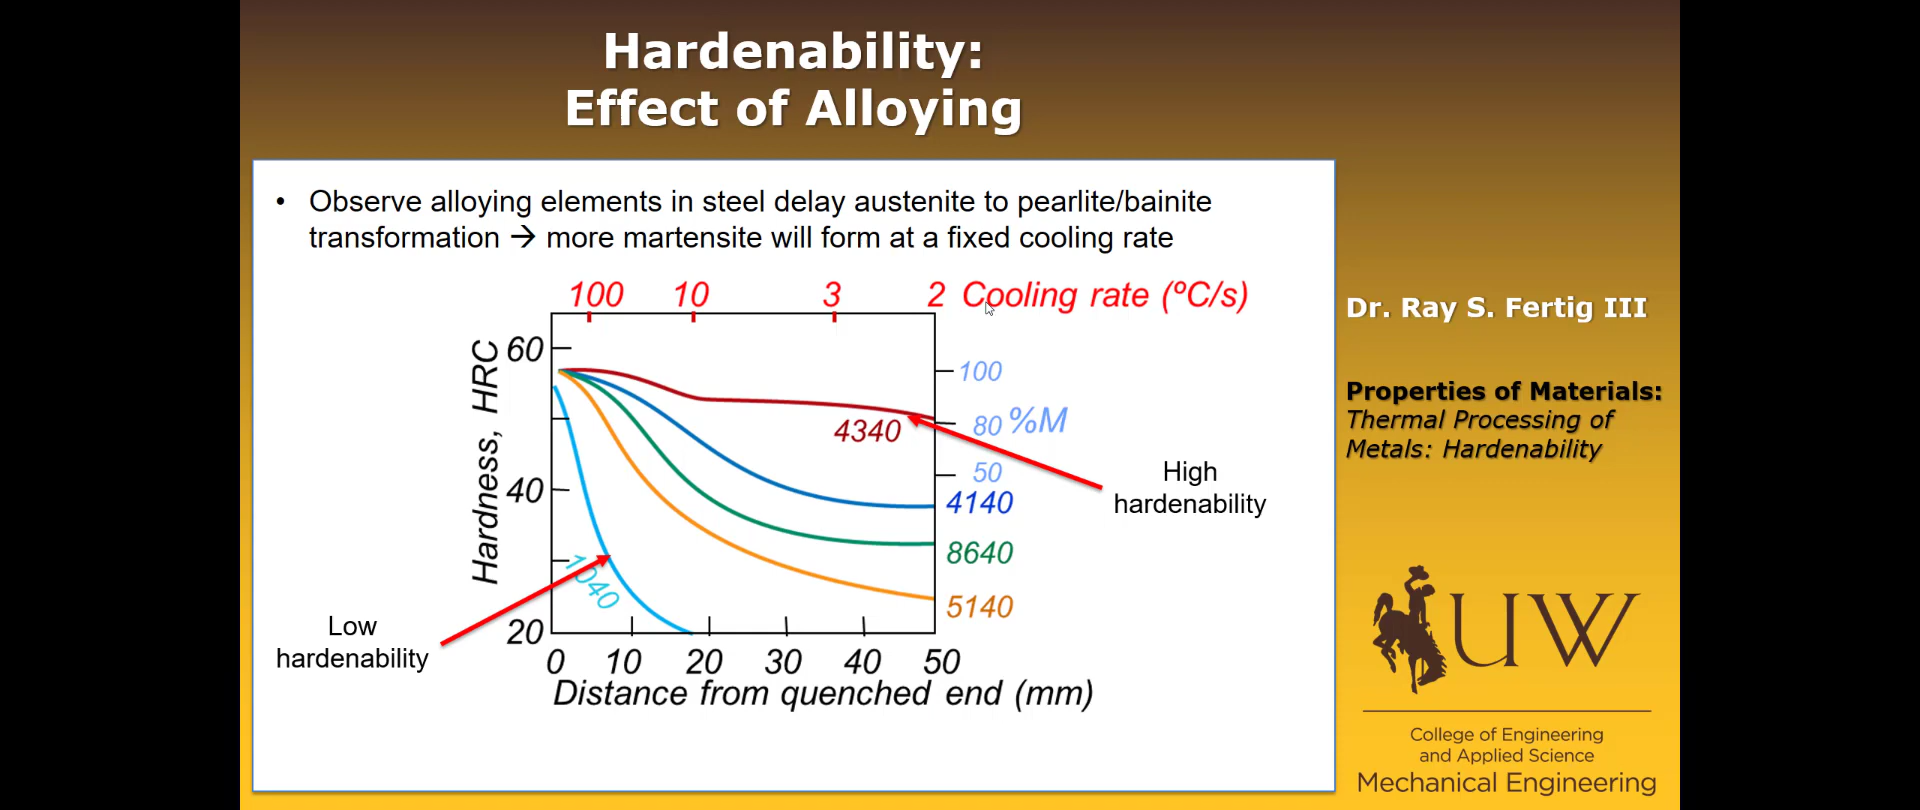 Hardenability:
Effect of Alloying
• Observe alloying elements in steel delay austenite to pearlite/bainite
transformation → more martensite will form at a fixed cooling rate
100 10 3 2 Cooling rate (ºC/s)
Hardness, HRC
60
40
20
100
80 %M
50
4340
4140
8640
5140
1040
High
hardenability
Low
hardenability
0 10 20 30 40 50
Distance from quenched end (mm)
Dr. Ray S. Fertig III
Properties of Materials:
Thermal Processing of
Metals: Hardenability
UW
College of Engineering
and Applied Science
Mechanical Engineering